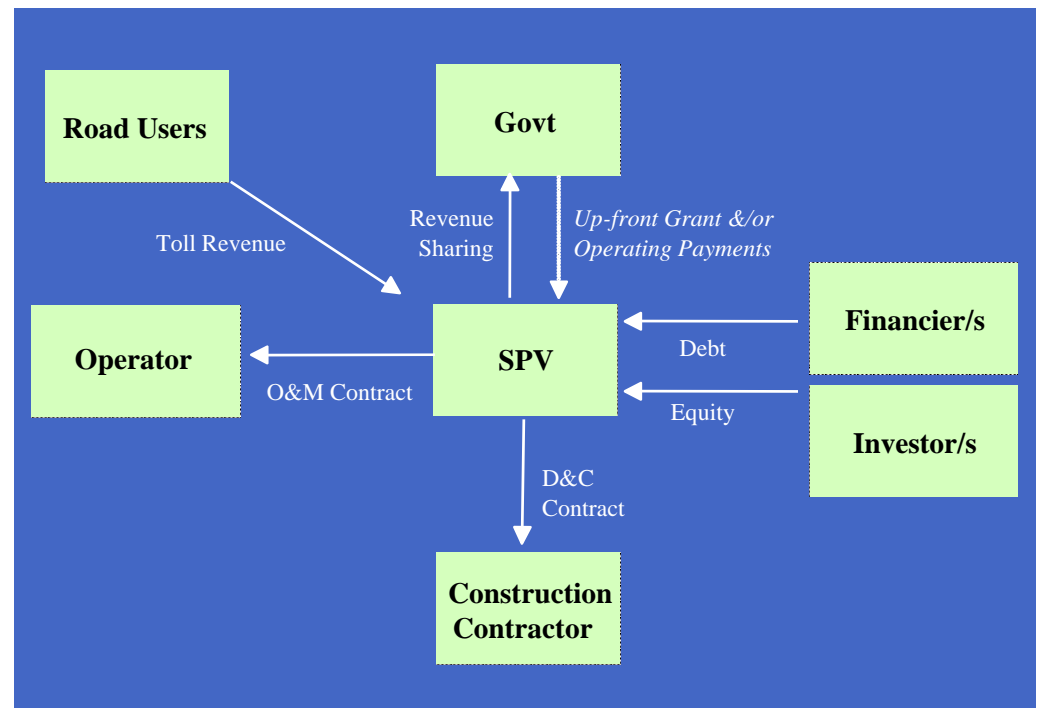 Road Users
Govt
Toll Revenue
Revenue
Sharing
Up-front Grant &/or
Operating Payments
Operator
O&M Contract
SPV
Debt
Equity
Financier/s
Investor/s
D&C
Contract
Construction
Contractor